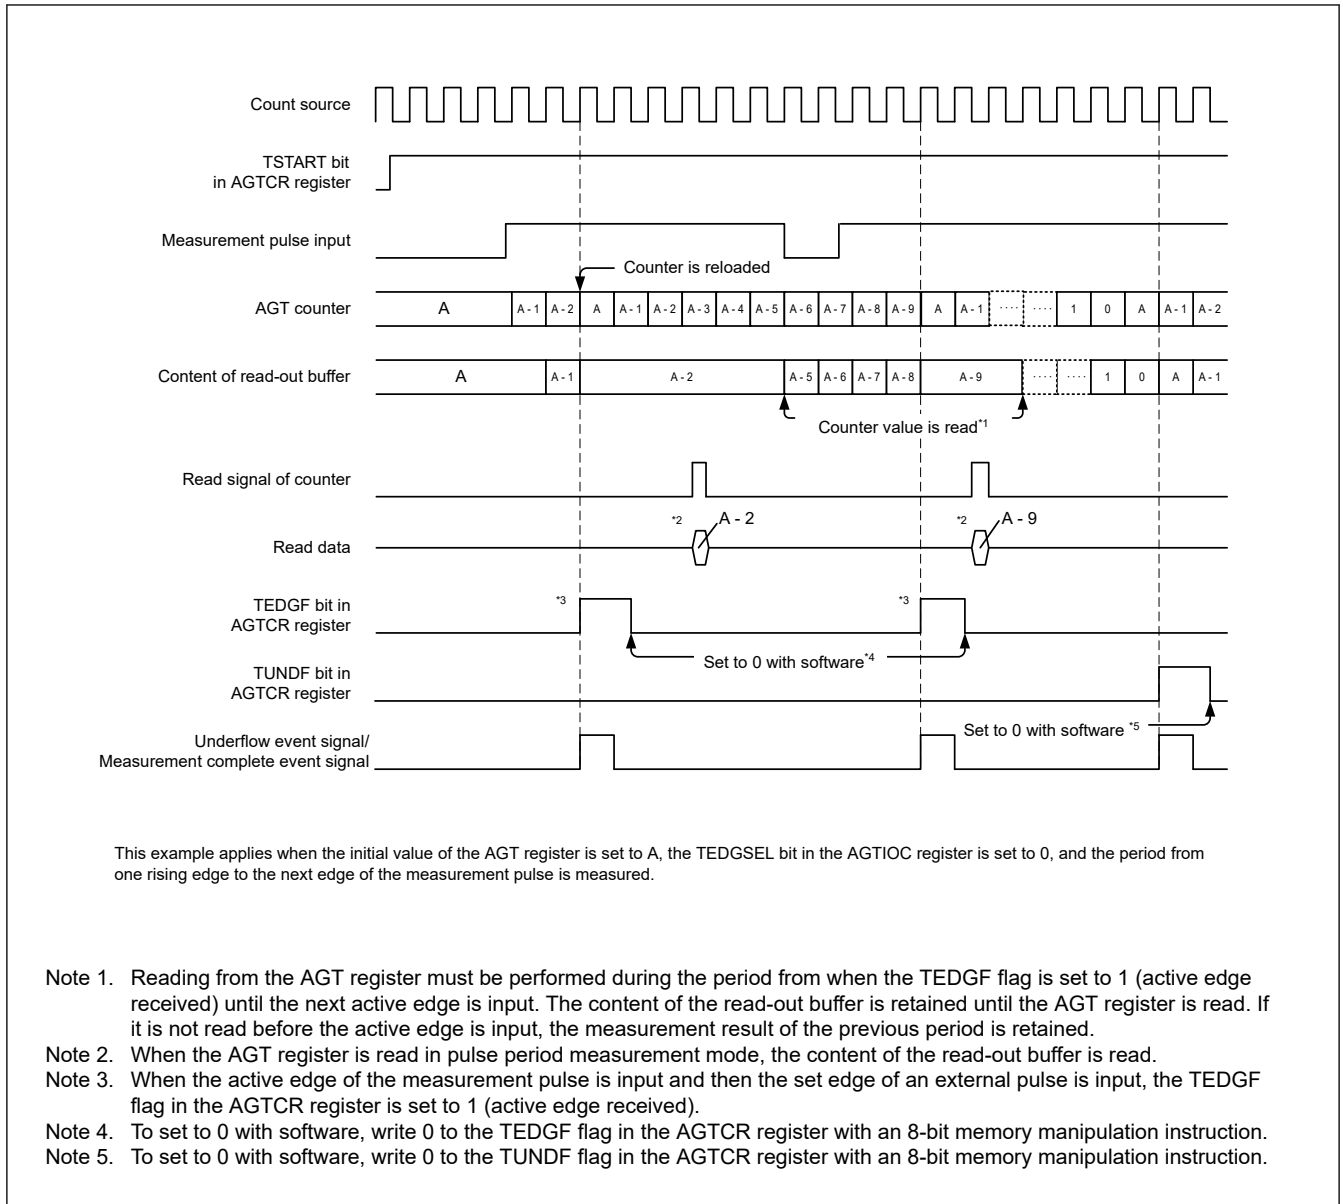 Count source
TSTART bit
in AGTCR register
Measurement pulse input
Counter is reloaded
AGT counter
A A - 1 A - 2 A A - 1 A - 2 A - 3 A - 4 A - 5 A - 6 A - 7 A - 8 A - 9 A A - 1 ···· ···· 1 0 A A - 1 A - 2
Content of read-out buffer
A A - 1 A - 2 A - 5 A - 6 A - 7 A - 8 A - 9 ···· ···· 1 0 A A - 1
Counter value is read*1
Read signal of counter
*2 A - 2 *2 A - 9
Read data
TEDGF bit in
AGTCR register
*3 *3
Set to 0 with software*4
TUNDF bit in
AGTCR register
Set to 0 with software *5
Underflow event signal/
Measurement complete event signal
This example applies when the initial value of the AGT register is set to A, the TEDGSEL bit in the AGTIOC register is set to 0, and the period from
one rising edge to the next edge of the measurement pulse is measured.
Note 1. Reading from the AGT register must be performed during the period from when the TEDGF flag is set to 1 (active edge
received) until the next active edge is input. The content of the read-out buffer is retained until the AGT register is read. If
it is not read before the active edge is input, the measurement result of the previous period is retained.
Note 2. When the AGT register is read in pulse period measurement mode, the content of the read-out buffer is read.
Note 3. When the active edge of the measurement pulse is input and then the set edge of an external pulse is input, the TEDGF
flag in the AGTCR register is set to 1 (active edge received).
Note 4. To set to 0 with software, write 0 to the TEDGF flag in the AGTCR register with an 8-bit memory manipulation instruction.
Note 5. To set to 0 with software, write 0 to the TUNDF flag in the AGTCR register with an 8-bit memory manipulation instruction.